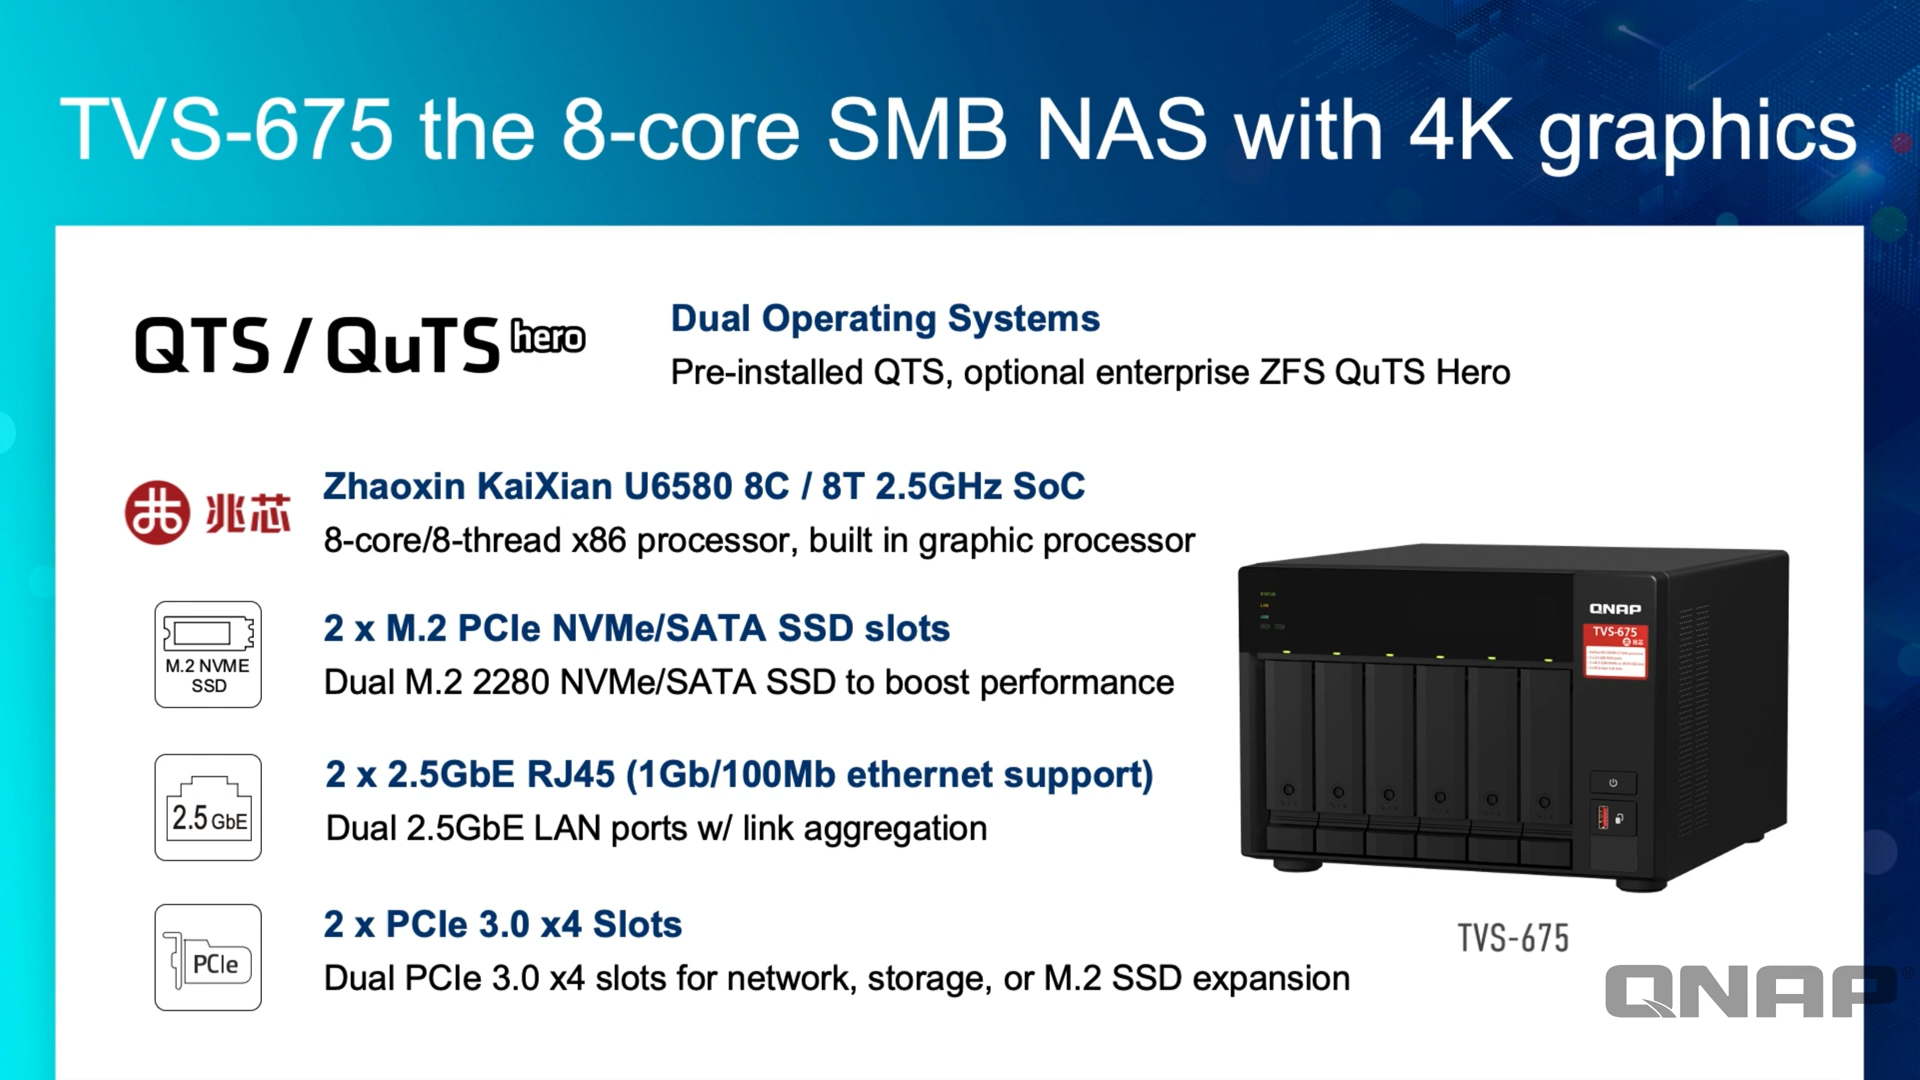 TVS-675 the 8-core SMB NAS with 4K graphics
QTS / QuTS hero
Dual Operating Systems
Pre-installed QTS, optional enterprise ZFS QuTS Hero
兆芯
Zhaoxin KaiXian U6580 8C / 8T 2.5GHz SoC
8-core/8-thread x86 processor, built in graphic processor
M.2 NVME
SSD
2 x M.2 PCIe NVMe/SATA SSD slots
Dual M.2 2280 NVMe/SATA SSD to boost performance
2.5 GbE
2 x 2.5GbE RJ45 (1Gb/100Mb ethernet support)
Dual 2.5GbE LAN ports w/ link aggregation
PCIe
2 x PCIe 3.0 x4 Slots
Dual PCIe 3.0 x4 slots for network, storage, or M.2 SSD expansion
STATUS
LAN
USB
QNAP
TVS-675
TVS-675
QNAP